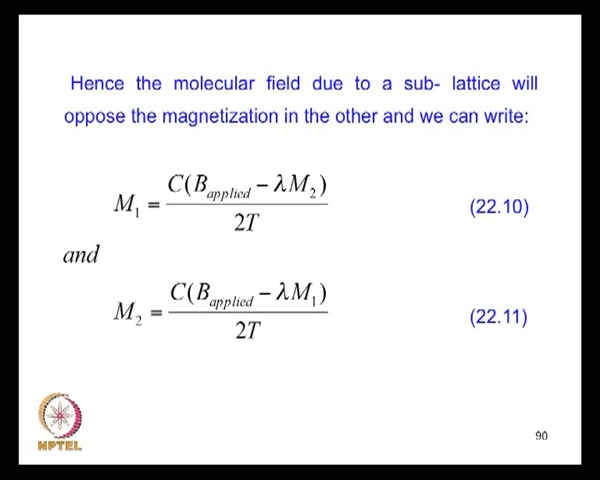 Hence the molecular field due to a sub- lattice will
oppose the magnetization in the other and we can write:
M₁ = C(B_applied − λM₂) / 2T (22.10)
and
M₂ = C(B_applied − λM₁) / 2T (22.11)
NPTEL
90